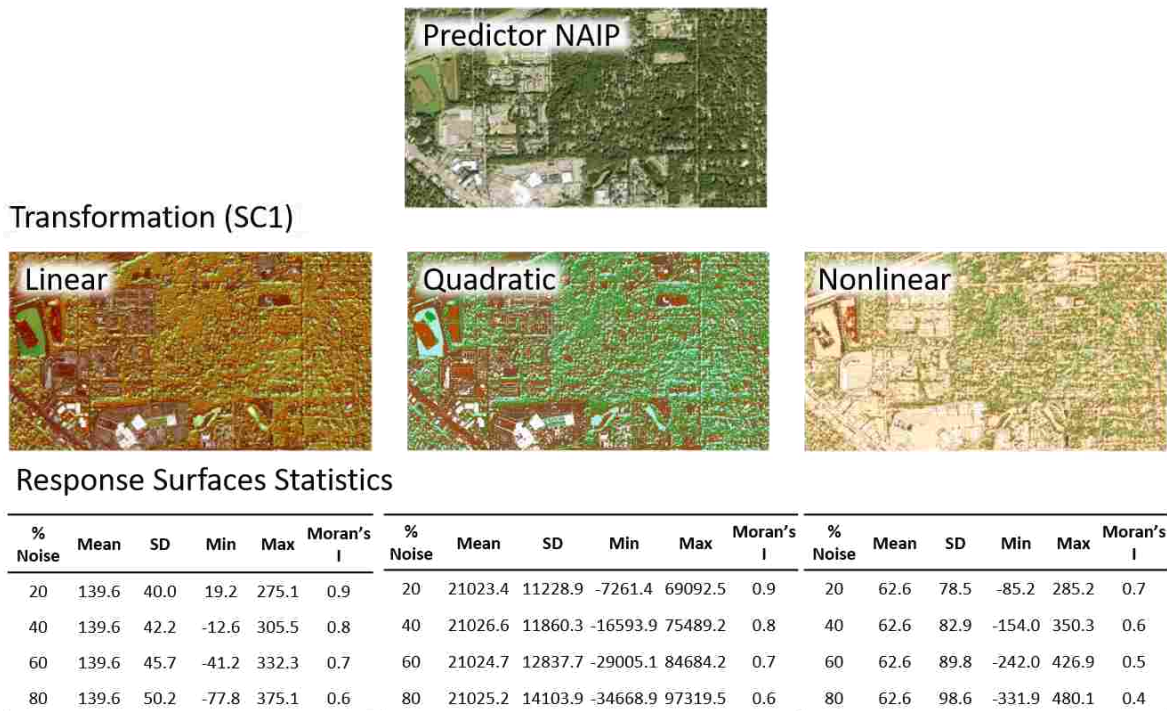 Predictor NAIP
Transformation (SC1)
Linear
Quadratic
Nonlinear
Response Surfaces Statistics
% Noise Mean SD Min Max Moran's I
20 139.6 40.0 19.2 275.1 0.9
40 139.6 42.2 -12.6 305.5 0.8
60 139.6 45.7 -41.2 332.3 0.7
80 139.6 50.2 -77.8 375.1 0.6
% Noise Mean SD Min Max Moran's I
20 21023.4 11228.9 -7261.4 69092.5 0.9
40 21026.6 11860.3 -16593.9 75489.2 0.8
60 21024.7 12837.7 -29005.1 84684.2 0.7
80 21025.2 14103.9 -34668.9 97319.5 0.6
% Noise Mean SD Min Max Moran's I
20 62.6 78.5 -85.2 285.2 0.7
40 62.6 82.9 -154.0 350.3 0.6
60 62.6 89.8 -242.0 426.9 0.5
80 62.6 98.6 -331.9 480.1 0.4